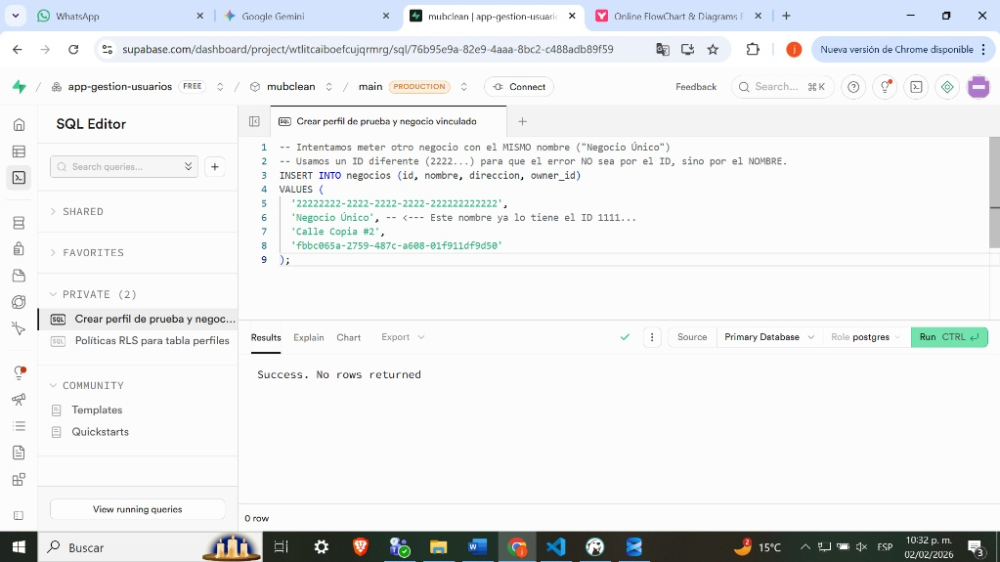 WhatsApp
Google Gemini
mubclean | app-gestion-usuario
Online FlowChart & Diagrams E
supabase.com/dashboard/project/wtlitcaiboefcujqrmrg/sql/76b95e9a-82e9-4aaa-8bc2-c488adb89f59
j
Nueva versión de Chrome disponible
/ app-gestion-usuarios FREE / mubclean / main PRODUCTION Connect
Feedback Search... ⌘K
SQL Editor
SQL Crear perfil de prueba y negocio vinculado
Search queries...
SHARED
FAVORITES
PRIVATE (2)
SQL Crear perfil de prueba y negoc...
SQL Políticas RLS para tabla perfiles
COMMUNITY
Templates
Quickstarts
View running queries
1 -- Intentamos meter otro negocio con el MISMO nombre ("Negocio Único")
2 -- Usamos un ID diferente (2222...) para que el error NO sea por el ID, sino por el NOMBRE.
3 INSERT INTO negocios (id, nombre, direccion, owner_id)
4 VALUES (
5 '22222222-2222-2222-2222-222222222222',
6 'Negocio Único', -- <--- Este nombre ya lo tiene el ID 1111...
7 'Calle Copia #2',
8 'fbbc065a-2759-487c-a608-01f911df9d50'
9 );
Results Explain Chart Export
Source Primary Database Role postgres Run CTRL
Success. No rows returned
0 row
Buscar
2
15°C
ESP
10:32 p. m.
02/02/2026
3